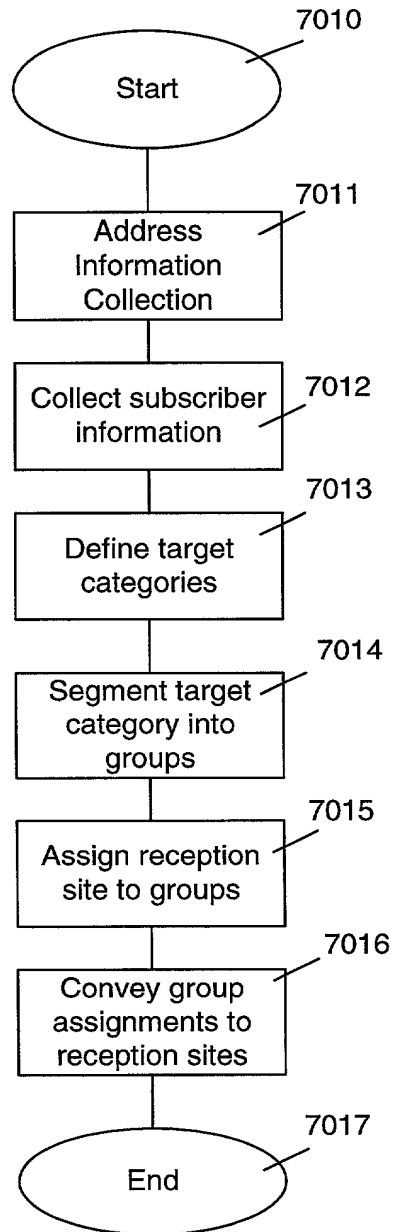 7010
Start
7011
Address
Information
Collection
7012
Collect subscriber
information
7013
Define target
categories
7014
Segment target
category into
groups
7015
Assign reception
site to groups
7016
Convey group
assignments to
reception sites
7017
End